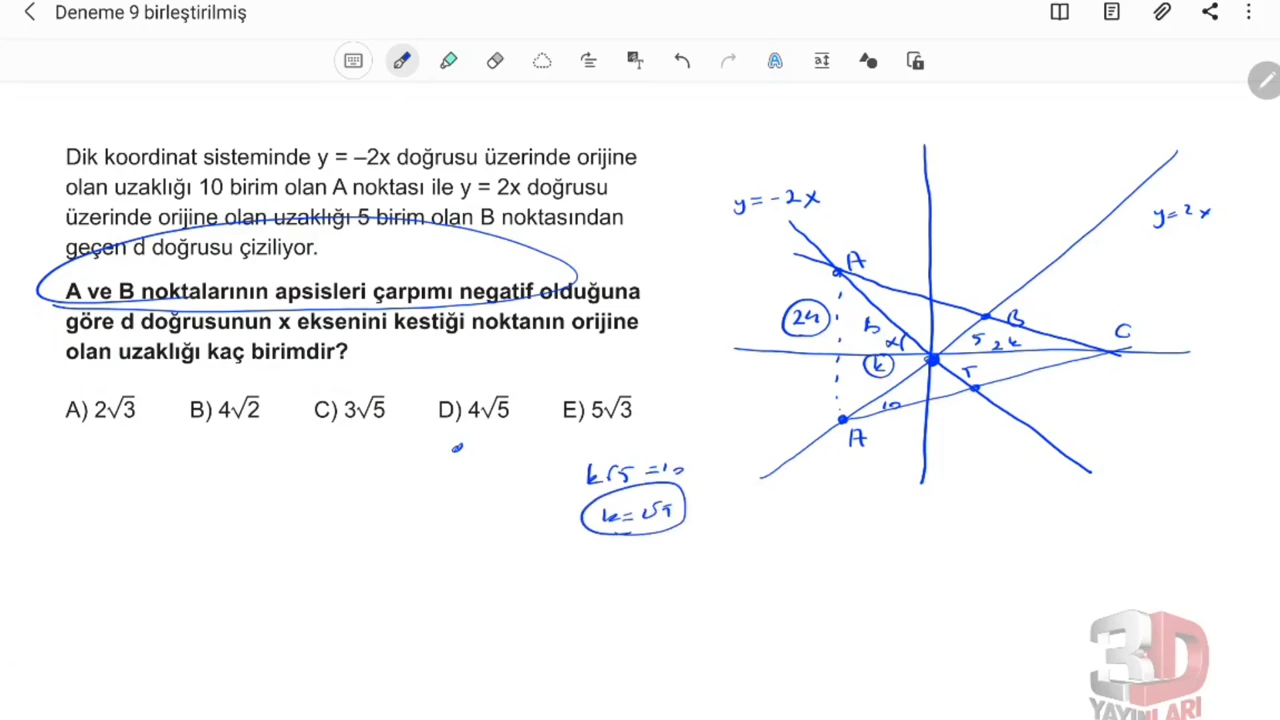 Deneme 9 birleştirilmiş
Dik koordinat sisteminde y = –2x doğrusu üzerinde orijine
olan uzaklığı 10 birim olan A noktası ile y = 2x doğrusu
üzerinde orijine olan uzaklığı 5 birim olan B noktasından
geçen d doğrusu çiziliyor.
A ve B noktalarının apsisleri çarpımı negatif olduğuna
göre d doğrusunun x eksenini kestiği noktanın orijine
olan uzaklığı kaç birimdir?
A) 2√3 B) 4√2 C) 3√5 D) 4√5 E) 5√3
y = -2x
y = 2x
A
B
C
5
2k
k
10
A
k√5 = 10
3D
YAYINLARI